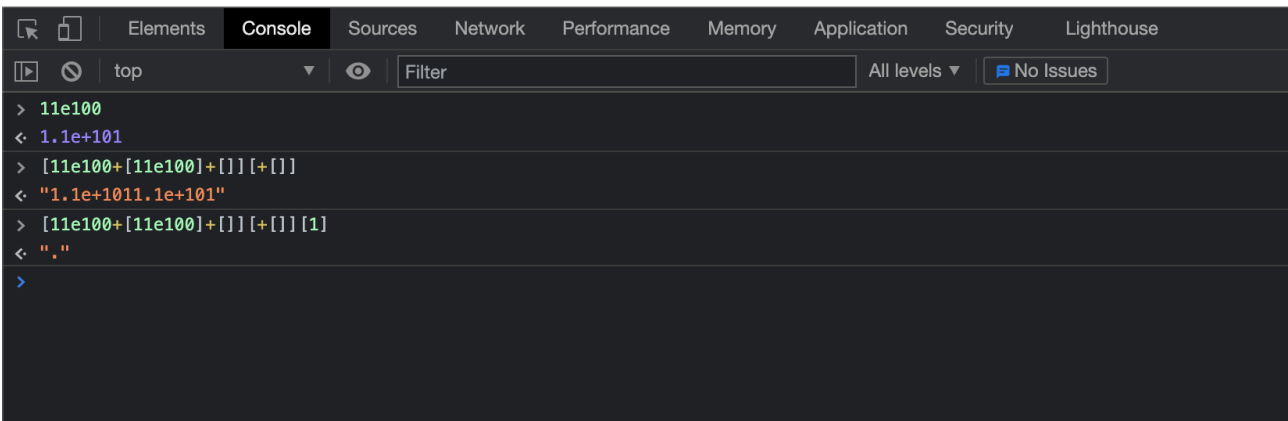 Elements Console Sources Network Performance Memory Application Security Lighthouse
top Filter All levels No Issues
> 11e100
<· 1.1e+101
> [11e100+[11e100]+[]][+[]]
<· "1.1e+1011.1e+101"
> [11e100+[11e100]+[]][+[]][1]
<· "."
>